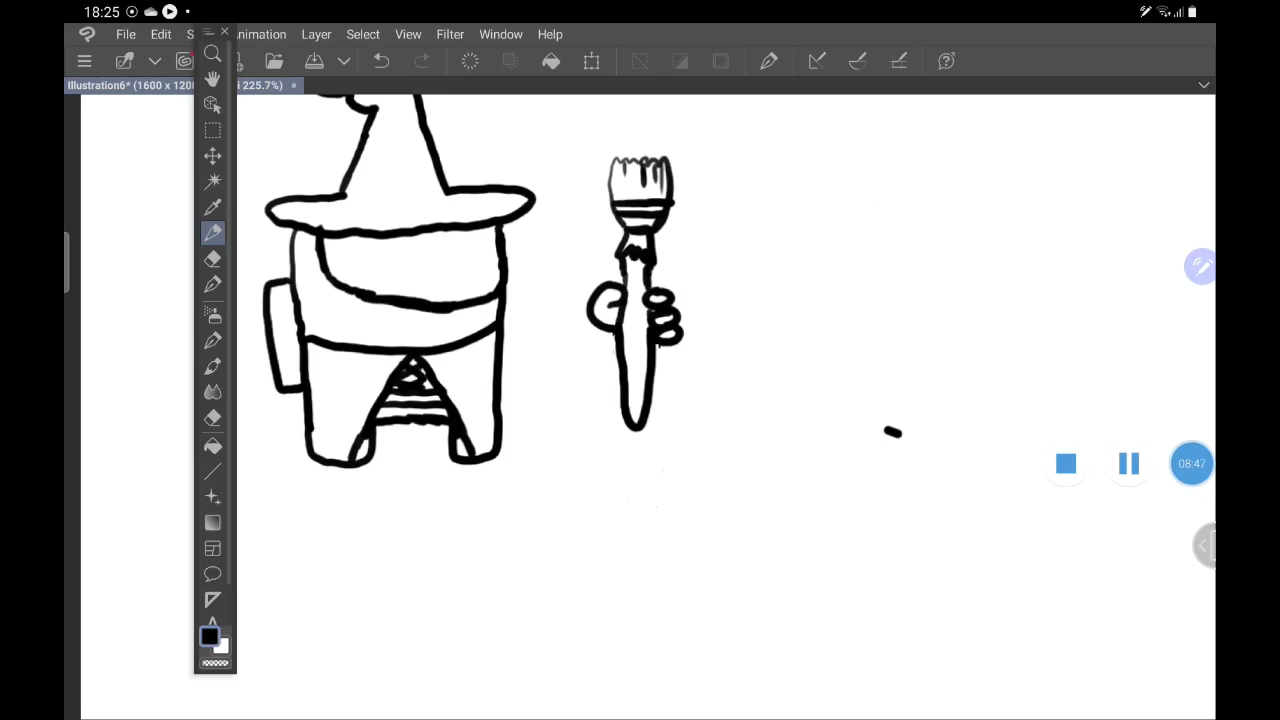 18:25
File Edit S nimation Layer Select View Filter Window Help
Illustration6* (1600 x 120 i 225.7%)
08:47